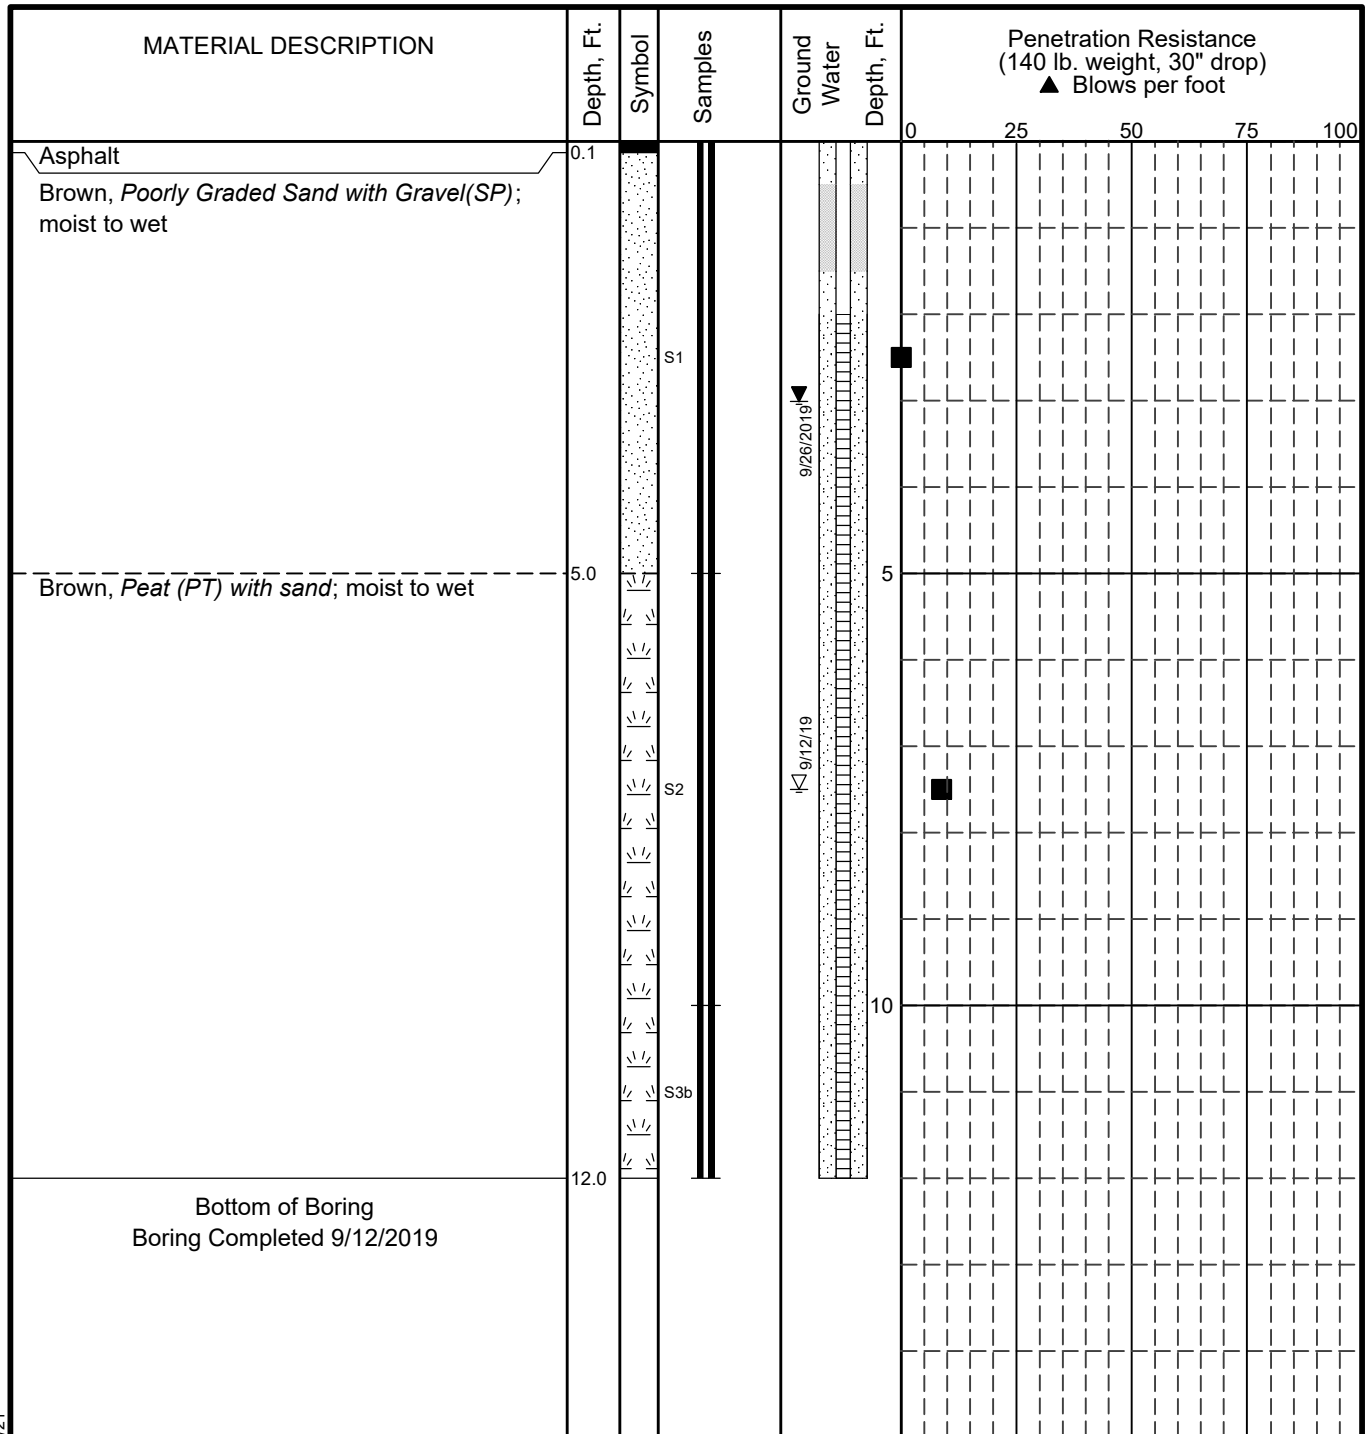 MATERIAL DESCRIPTION
Depth, Ft.
Symbol
Samples
Ground
Water
Depth, Ft.
Penetration Resistance
(140 lb. weight, 30" drop)
▲ Blows per foot
0 25 50 75 100
Asphalt
0.1
Brown, Poorly Graded Sand with Gravel(SP);
moist to wet
S1
9/26/2019
5.0
5
Brown, Peat (PT) with sand; moist to wet
9/12/19
S2
10
S3b
12.0
Bottom of Boring
Boring Completed 9/12/2019